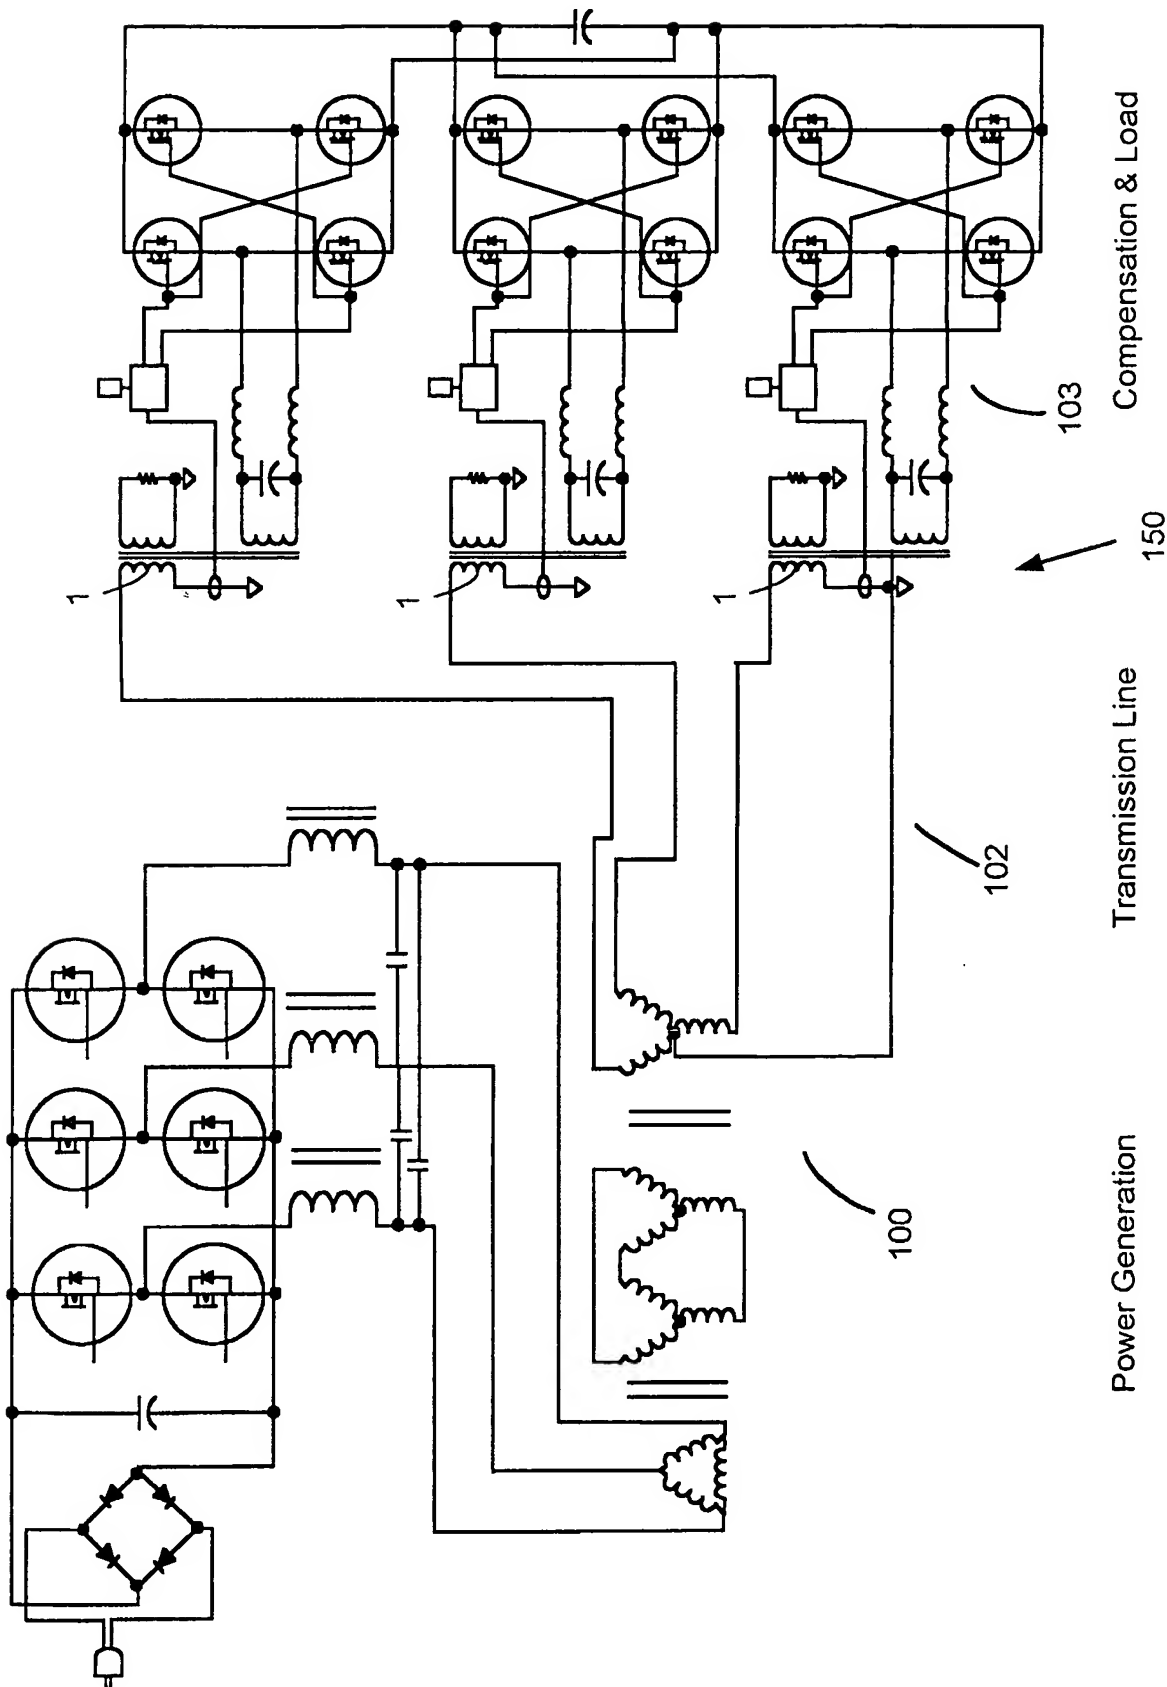 Power Generation
Transmission Line
Compensation & Load
100
102
103
150
1
1
1